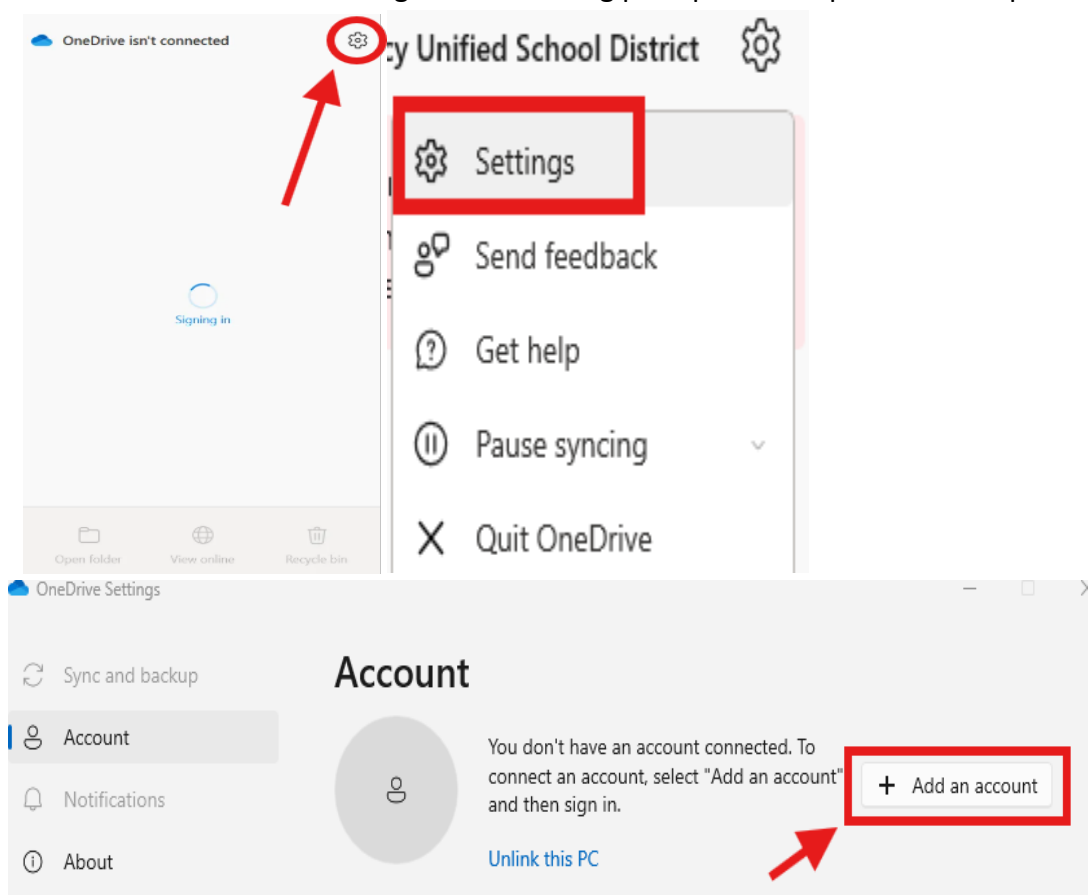 OneDrive isn't connected
Signing in
Open folder View online Recycle bin
cy Unified School District
Settings
Send feedback
Get help
Pause syncing
Quit OneDrive
OneDrive Settings
Sync and backup
Account
Notifications
About
Account
You don't have an account connected. To
connect an account, select "Add an account"
and then sign in.
Unlink this PC
+ Add an account